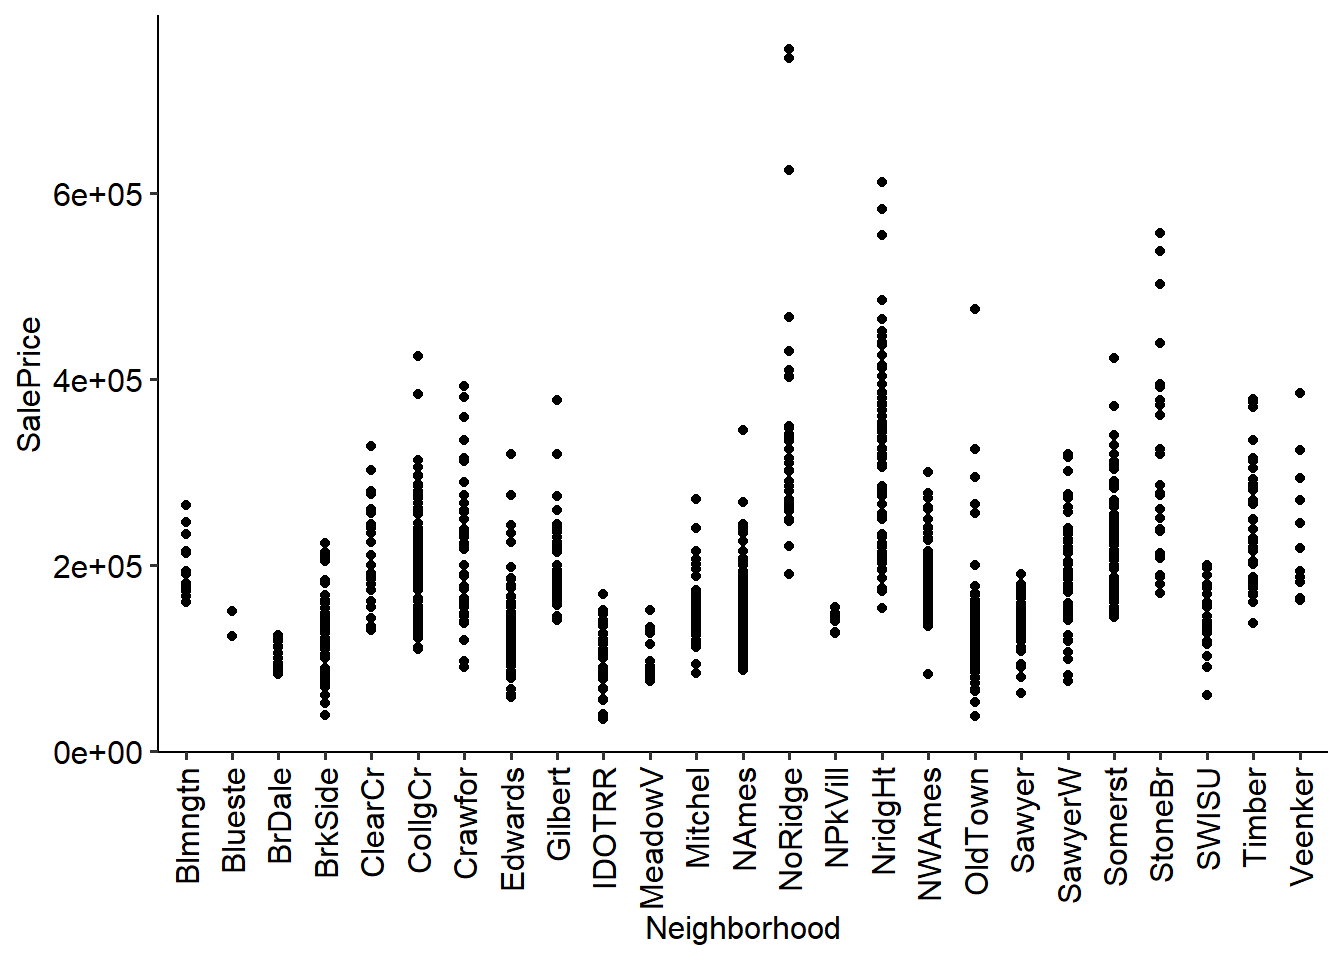 SalePrice
6e+05
4e+05
2e+05
0e+00
Blmngtn
Blueste
BrDale
BrkSide
ClearCr
CollgCr
Crawfor
Edwards
Gilbert
IDOTRR
MeadowV
Mitchel
NAmes
NoRidge
NPkVill
NridgHt
NWAmes
OldTown
Sawyer
SawyerW
Somerst
StoneBr
SWISU
Timber
Veenker
Neighborhood